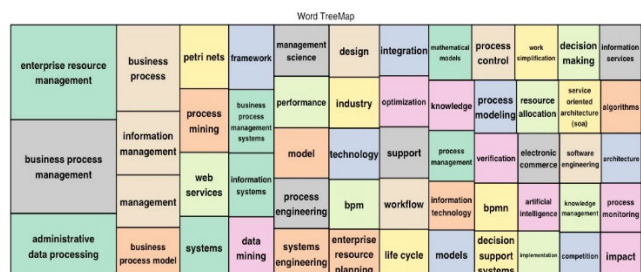 Word TreeMap
enterprise resource
management
business process
management
administrative
data processing
business
process
information
management
management
business
process model
petri nets
process
mining
web
services
systems
framework
business
process
management
systems
information
systems
data
mining
management
science
performance
model
process
engineering
systems
engineering
design
industry
technology
bpm
enterprise
resource
planning
integration
optimization
support
workflow
life cycle
mathematical
models
knowledge
process
management
information
technology
models
process
control
process
modeling
verification
bpmn
decision
support
systems
work
simplification
resource
allocation
electronic
commerce
artificial
intelligence
implementation
decision
making
service
oriented
architecture
(soa)
software
engineering
knowledge
management
competition
information
services
algorithms
architecture
process
monitoring
impact